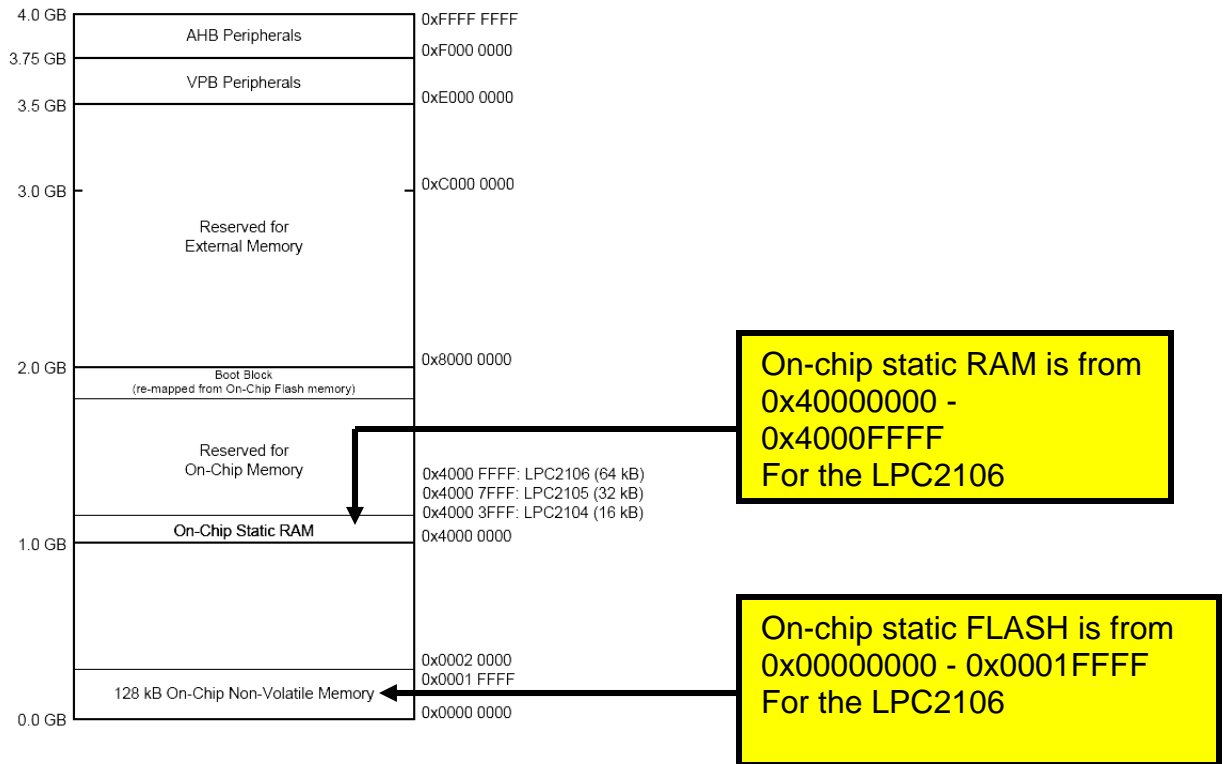 4.0 GB
0xFFFF FFFF
AHB Peripherals
3.75 GB
0xF000 0000
VPB Peripherals
3.5 GB
0xE000 0000
3.0 GB
0xC000 0000
Reserved for
External Memory
2.0 GB
0x8000 0000
Boot Block
(re-mapped from On-Chip Flash memory)
Reserved for
On-Chip Memory
0x4000 FFFF: LPC2106 (64 kB)
0x4000 7FFF: LPC2105 (32 kB)
0x4000 3FFF: LPC2104 (16 kB)
On-Chip Static RAM
1.0 GB
0x4000 0000
0x0002 0000
0x0001 FFFF
128 kB On-Chip Non-Volatile Memory
0.0 GB
0x0000 0000
On-chip static RAM is from
0x40000000 -
0x4000FFFF
For the LPC2106
On-chip static FLASH is from
0x00000000 - 0x0001FFFF
For the LPC2106